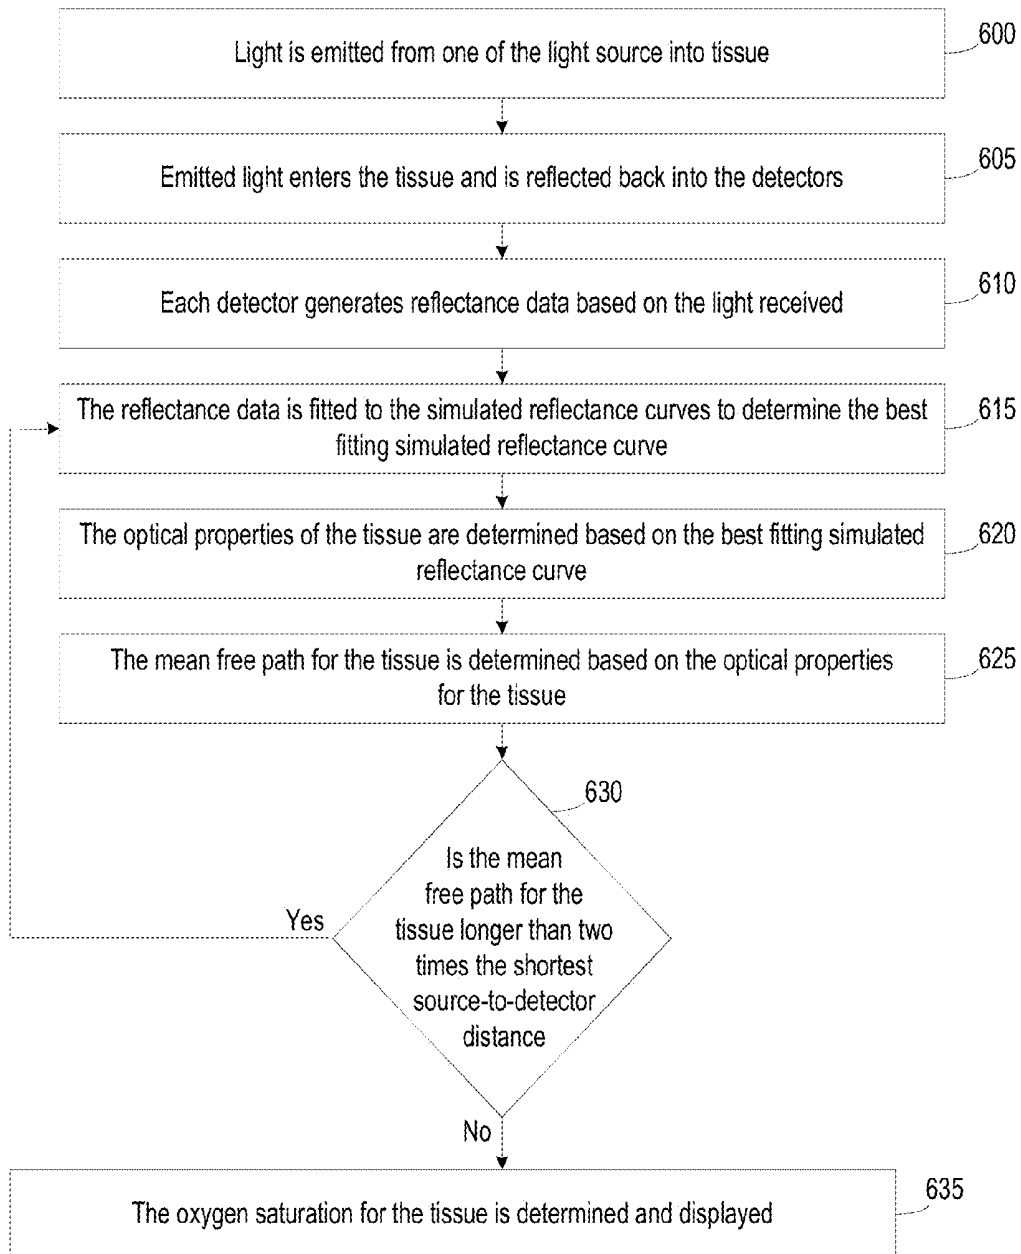 Light is emitted from one of the light source into tissue
600
Emitted light enters the tissue and is reflected back into the detectors
605
Each detector generates reflectance data based on the light received
610
The reflectance data is fitted to the simulated reflectance curves to determine the best
fitting simulated reflectance curve
615
The optical properties of the tissue are determined based on the best fitting simulated
reflectance curve
620
The mean free path for the tissue is determined based on the optical properties
for the tissue
625
630
Is the mean
free path for the
tissue longer than two
times the shortest
source-to-detector
distance
Yes
No
The oxygen saturation for the tissue is determined and displayed
635